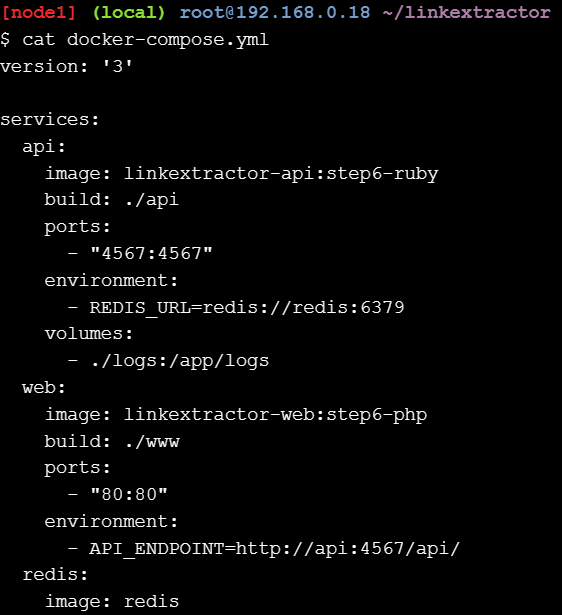 [node1] (local) root@192.168.0.18 ~/linkextractor
$ cat docker-compose.yml
version: '3'

services:
  api:
    image: linkextractor-api:step6-ruby
    build: ./api
    ports:
      - "4567:4567"
    environment:
      - REDIS_URL=redis://redis:6379
    volumes:
      - ./logs:/app/logs
  web:
    image: linkextractor-web:step6-php
    build: ./www
    ports:
      - "80:80"
    environment:
      - API_ENDPOINT=http://api:4567/api/
  redis:
    image: redis